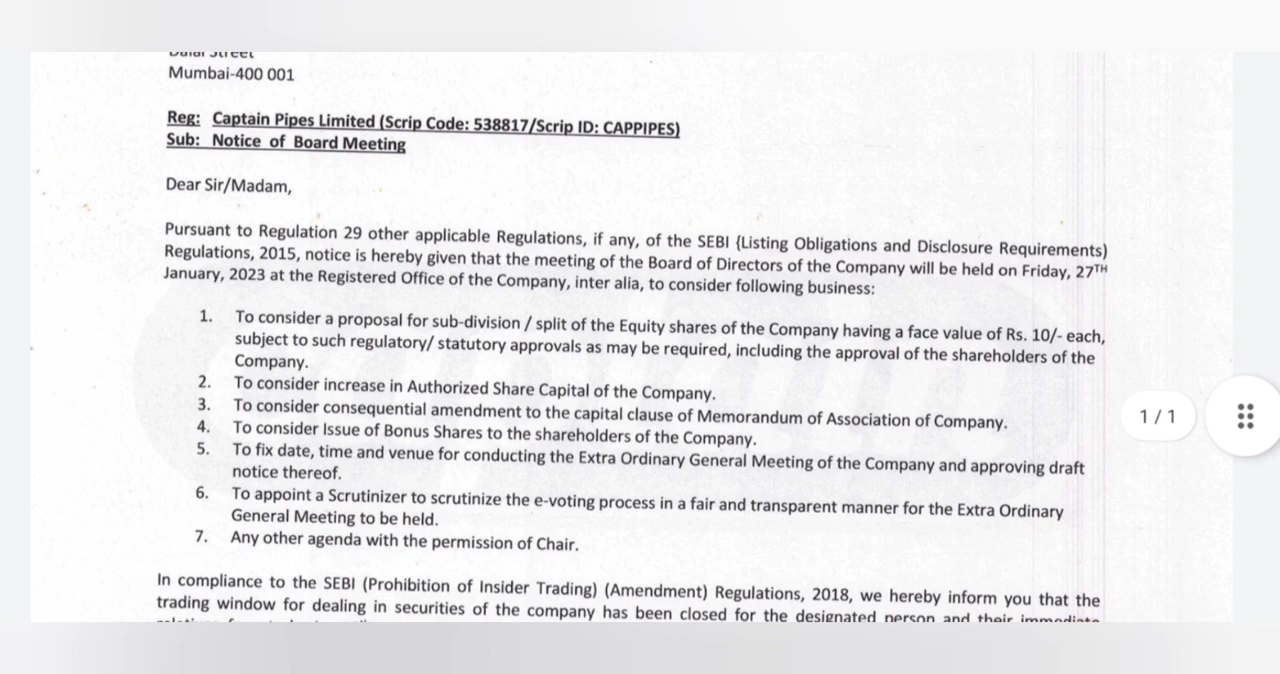 Dalal Street
Mumbai-400 001
Reg: Captain Pipes Limited (Scrip Code: 538817/Scrip ID: CAPPIPES)
Sub: Notice of Board Meeting
Dear Sir/Madam,
Pursuant to Regulation 29 other applicable Regulations, if any, of the SEBI {Listing Obligations and Disclosure Requirements)
Regulations, 2015, notice is hereby given that the meeting of the Board of Directors of the Company will be held on Friday, 27TH
January, 2023 at the Registered Office of the Company, inter alia, to consider following business:
1. To consider a proposal for sub-division / split of the Equity shares of the Company having a face value of Rs. 10/- each,
subject to such regulatory/ statutory approvals as may be required, including the approval of the shareholders of the
Company.
2. To consider increase in Authorized Share Capital of the Company.
3. To consider consequential amendment to the capital clause of Memorandum of Association of Company.
4. To consider Issue of Bonus Shares to the shareholders of the Company.
5. To fix date, time and venue for conducting the Extra Ordinary General Meeting of the Company and approving draft
notice thereof.
6. To appoint a Scrutinizer to scrutinize the e-voting process in a fair and transparent manner for the Extra Ordinary
General Meeting to be held.
7. Any other agenda with the permission of Chair.
In compliance to the SEBI (Prohibition of Insider Trading) (Amendment) Regulations, 2018, we hereby inform you that the
trading window for dealing in securities of the company has been closed for the designated person and their immediate
1 / 1